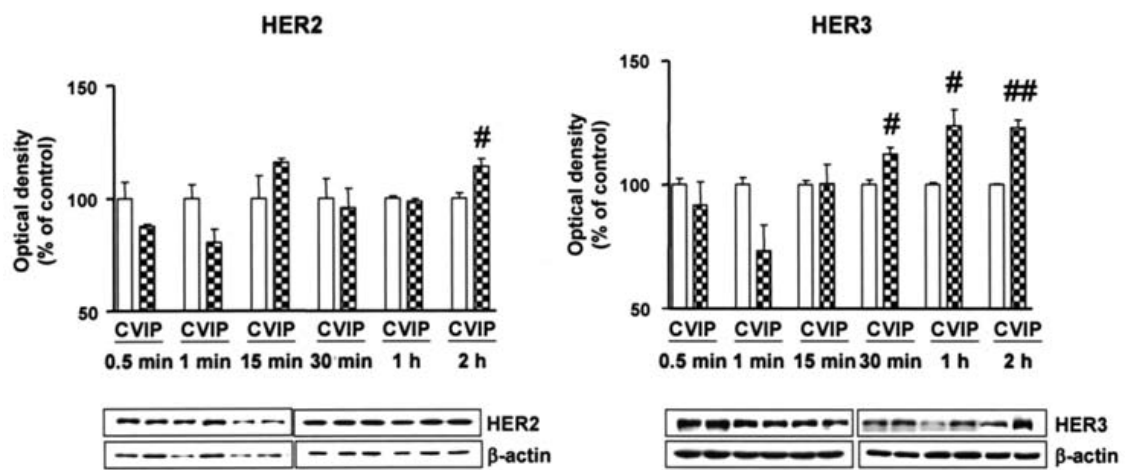 HER2
Optical density
(% of control)
150
100
50
#
CVIP CVIP CVIP CVIP CVIP CVIP
0.5 min 1 min 15 min 30 min 1 h 2 h
HER2
β-actin
HER3
Optical density
(% of control)
150
100
50
# # ##
CVIP CVIP CVIP CVIP CVIP CVIP
0.5 min 1 min 15 min 30 min 1 h 2 h
HER3
β-actin